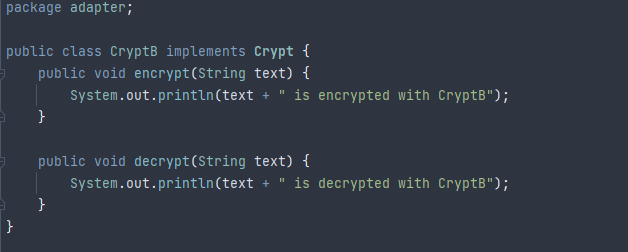 package adapter;
public class CryptB implements Crypt {
    public void encrypt(String text) {
        System.out.println(text + " is encrypted with CryptB");
    }
    public void decrypt(String text) {
        System.out.println(text + " is decrypted with CryptB");
    }
}